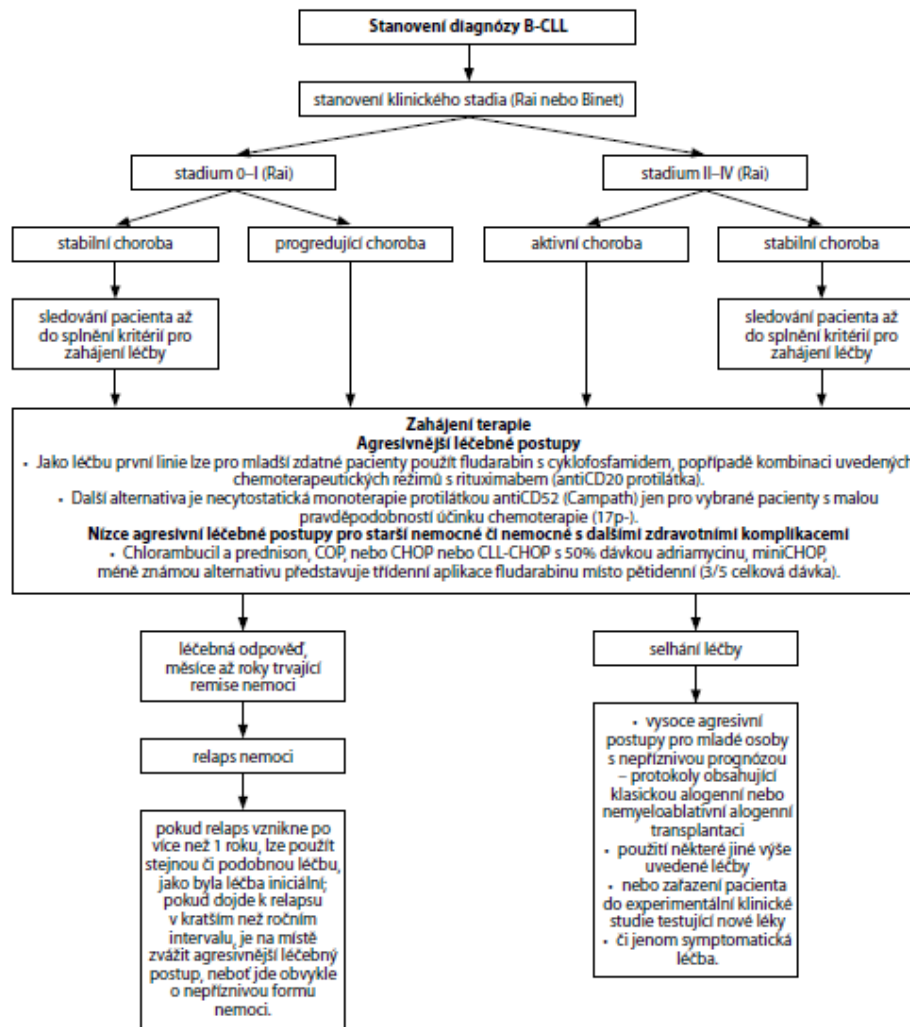 Stanovení diagnózy B-CLL
stanovení klinického stadia (Rai nebo Binet)
stadium 0–I (Rai)
stadium II–IV (Rai)
stabilní choroba
progredující choroba
aktivní choroba
stabilní choroba
sledování pacienta až
do splnění kritérií pro
zahájení léčby
sledování pacienta až
do splnění kritérií pro
zahájení léčby
Zahájení terapie
Agresivnější léčebné postupy
• Jako léčbu první linie lze pro mladší zdatné pacienty použít fludarabin s cyklofosfamidem, popřípadě kombinaci uvedených
chemoterapeutických režimů s rituximabem (antiCD20 protilátka).
• Další alternativa je necytostatická monoterapie protilátkou antiCD52 (Campath) jen pro vybrané pacienty s malou
pravděpodobností účinku chemoterapie (17p-).
Nízce agresivní léčebné postupy pro starší nemocné či nemocné s dalšími zdravotními komplikacemi
• Chlorambucil a prednison, COP, nebo CHOP nebo CLL-CHOP s 50% dávkou adriamycinu, miniCHOP,
méně známou alternativu představuje třídenní aplikace fludarabinu místo pětidenní (3/5 celková dávka).
léčebná odpověď,
měsíce až roky trvající
remise nemoci
relaps nemoci
pokud relaps vznikne po
více než 1 roku, lze použít
stejnou či podobnou léčbu,
jako byla léčba iniciální;
pokud dojde k relapsu
v kratším než ročním
intervalu, je na místě
zvážit agresivnější léčebný
postup, neboť jde obvykle
o nepříznivou formu
nemoci.
selhání léčby
• vysoce agresivní
postupy pro mladé osoby
s nepříznivou prognózou
– protokoly obsahující
klasickou alogenní nebo
nemyeloablativní alogenní
transplantaci
• použití některé jiné výše
uvedené léčby
• nebo zařazení pacienta
do experimentální klinické
studie testující nové léky
• či jenom symptomatická
léčba.